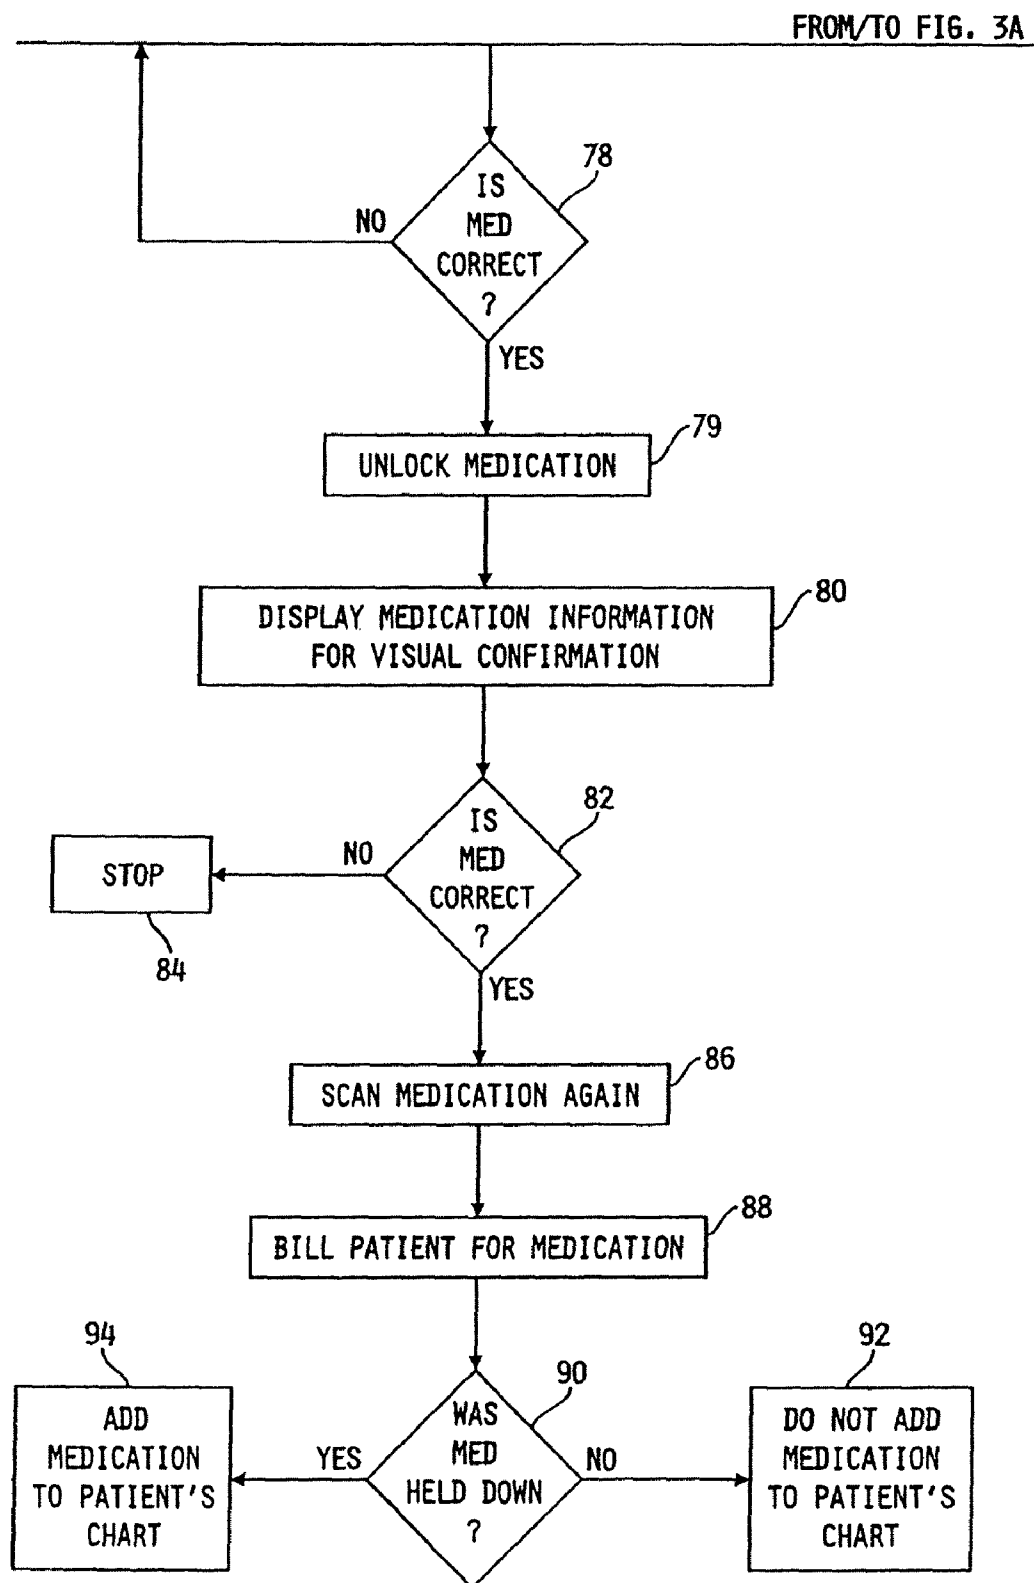 FROM/TO FIG. 3A
78
IS
MED
CORRECT
?
NO
YES
79
UNLOCK MEDICATION
80
DISPLAY MEDICATION INFORMATION
FOR VISUAL CONFIRMATION
82
IS
MED
CORRECT
?
NO
STOP
84
YES
86
SCAN MEDICATION AGAIN
88
BILL PATIENT FOR MEDICATION
94
90
92
ADD
MEDICATION
TO PATIENT'S
CHART
YES
WAS
MED
HELD DOWN
?
NO
DO NOT ADD
MEDICATION
TO PATIENT'S
CHART